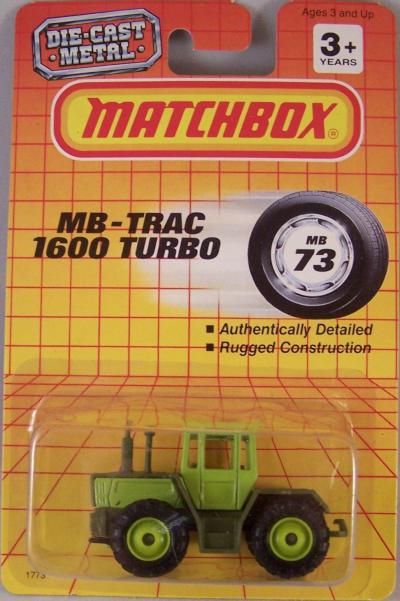 Ages 3 and Up
DIE-CAST
METAL
3+
YEARS
MATCHBOX®
MB-TRAC
1600 TURBO
MB
73
▪ Authentically Detailed
▪ Rugged Construction
1773